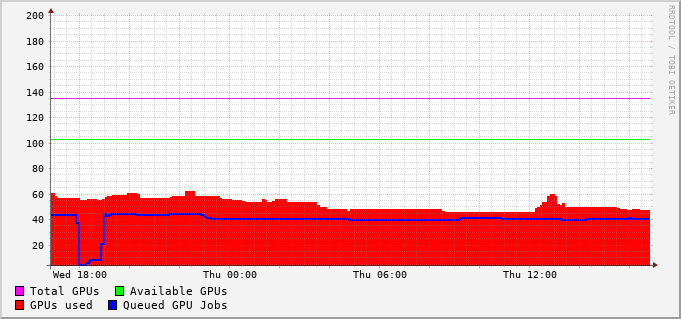 200
180
160
140
120
100
80
60
40
20
Wed 18:00 Thu 00:00 Thu 06:00 Thu 12:00
Total GPUs Available GPUs
GPUs used Queued GPU Jobs
RRDTOOL / TOBI OETIKER